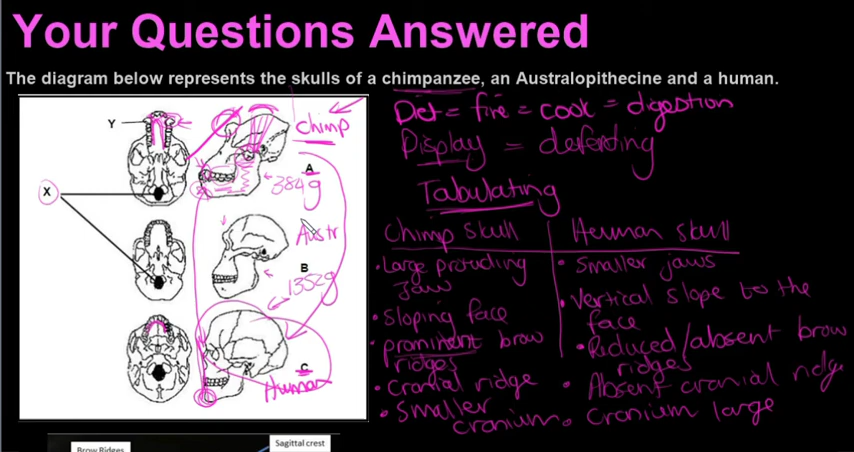 Your Questions Answered
The diagram below represents the skulls of a chimpanzee, an Australopithecine and a human.
Y
X
chimp
A
384g
Austr
B
1352g
C
Human
Diet = fire = cook = digestion
Display = defending
Tabulating
Chimp skull
• Large protuding
Jaw
• Sloping face
• prominent brow
ridges
• Cranial ridge
• Smaller
cranium
Human skull
• Smaller jaws
• Vertical slope to the
face
• Reduced/absent brow
ridges
• Absent cranial ridge
• Cranium large
Brow Ridges
Sagittal crest